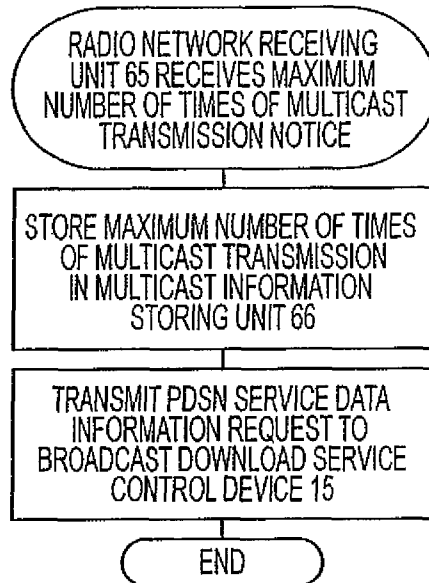 RADIO NETWORK RECEIVING
UNIT 65 RECEIVES MAXIMUM
NUMBER OF TIMES OF MULTICAST
TRANSMISSION NOTICE
STORE MAXIMUM NUMBER OF TIMES
OF MULTICAST TRANSMISSION
IN MULTICAST INFORMATION
STORING UNIT 66
TRANSMIT PDSN SERVICE DATA
INFORMATION REQUEST TO
BROADCAST DOWNLOAD SERVICE
CONTROL DEVICE 15
END